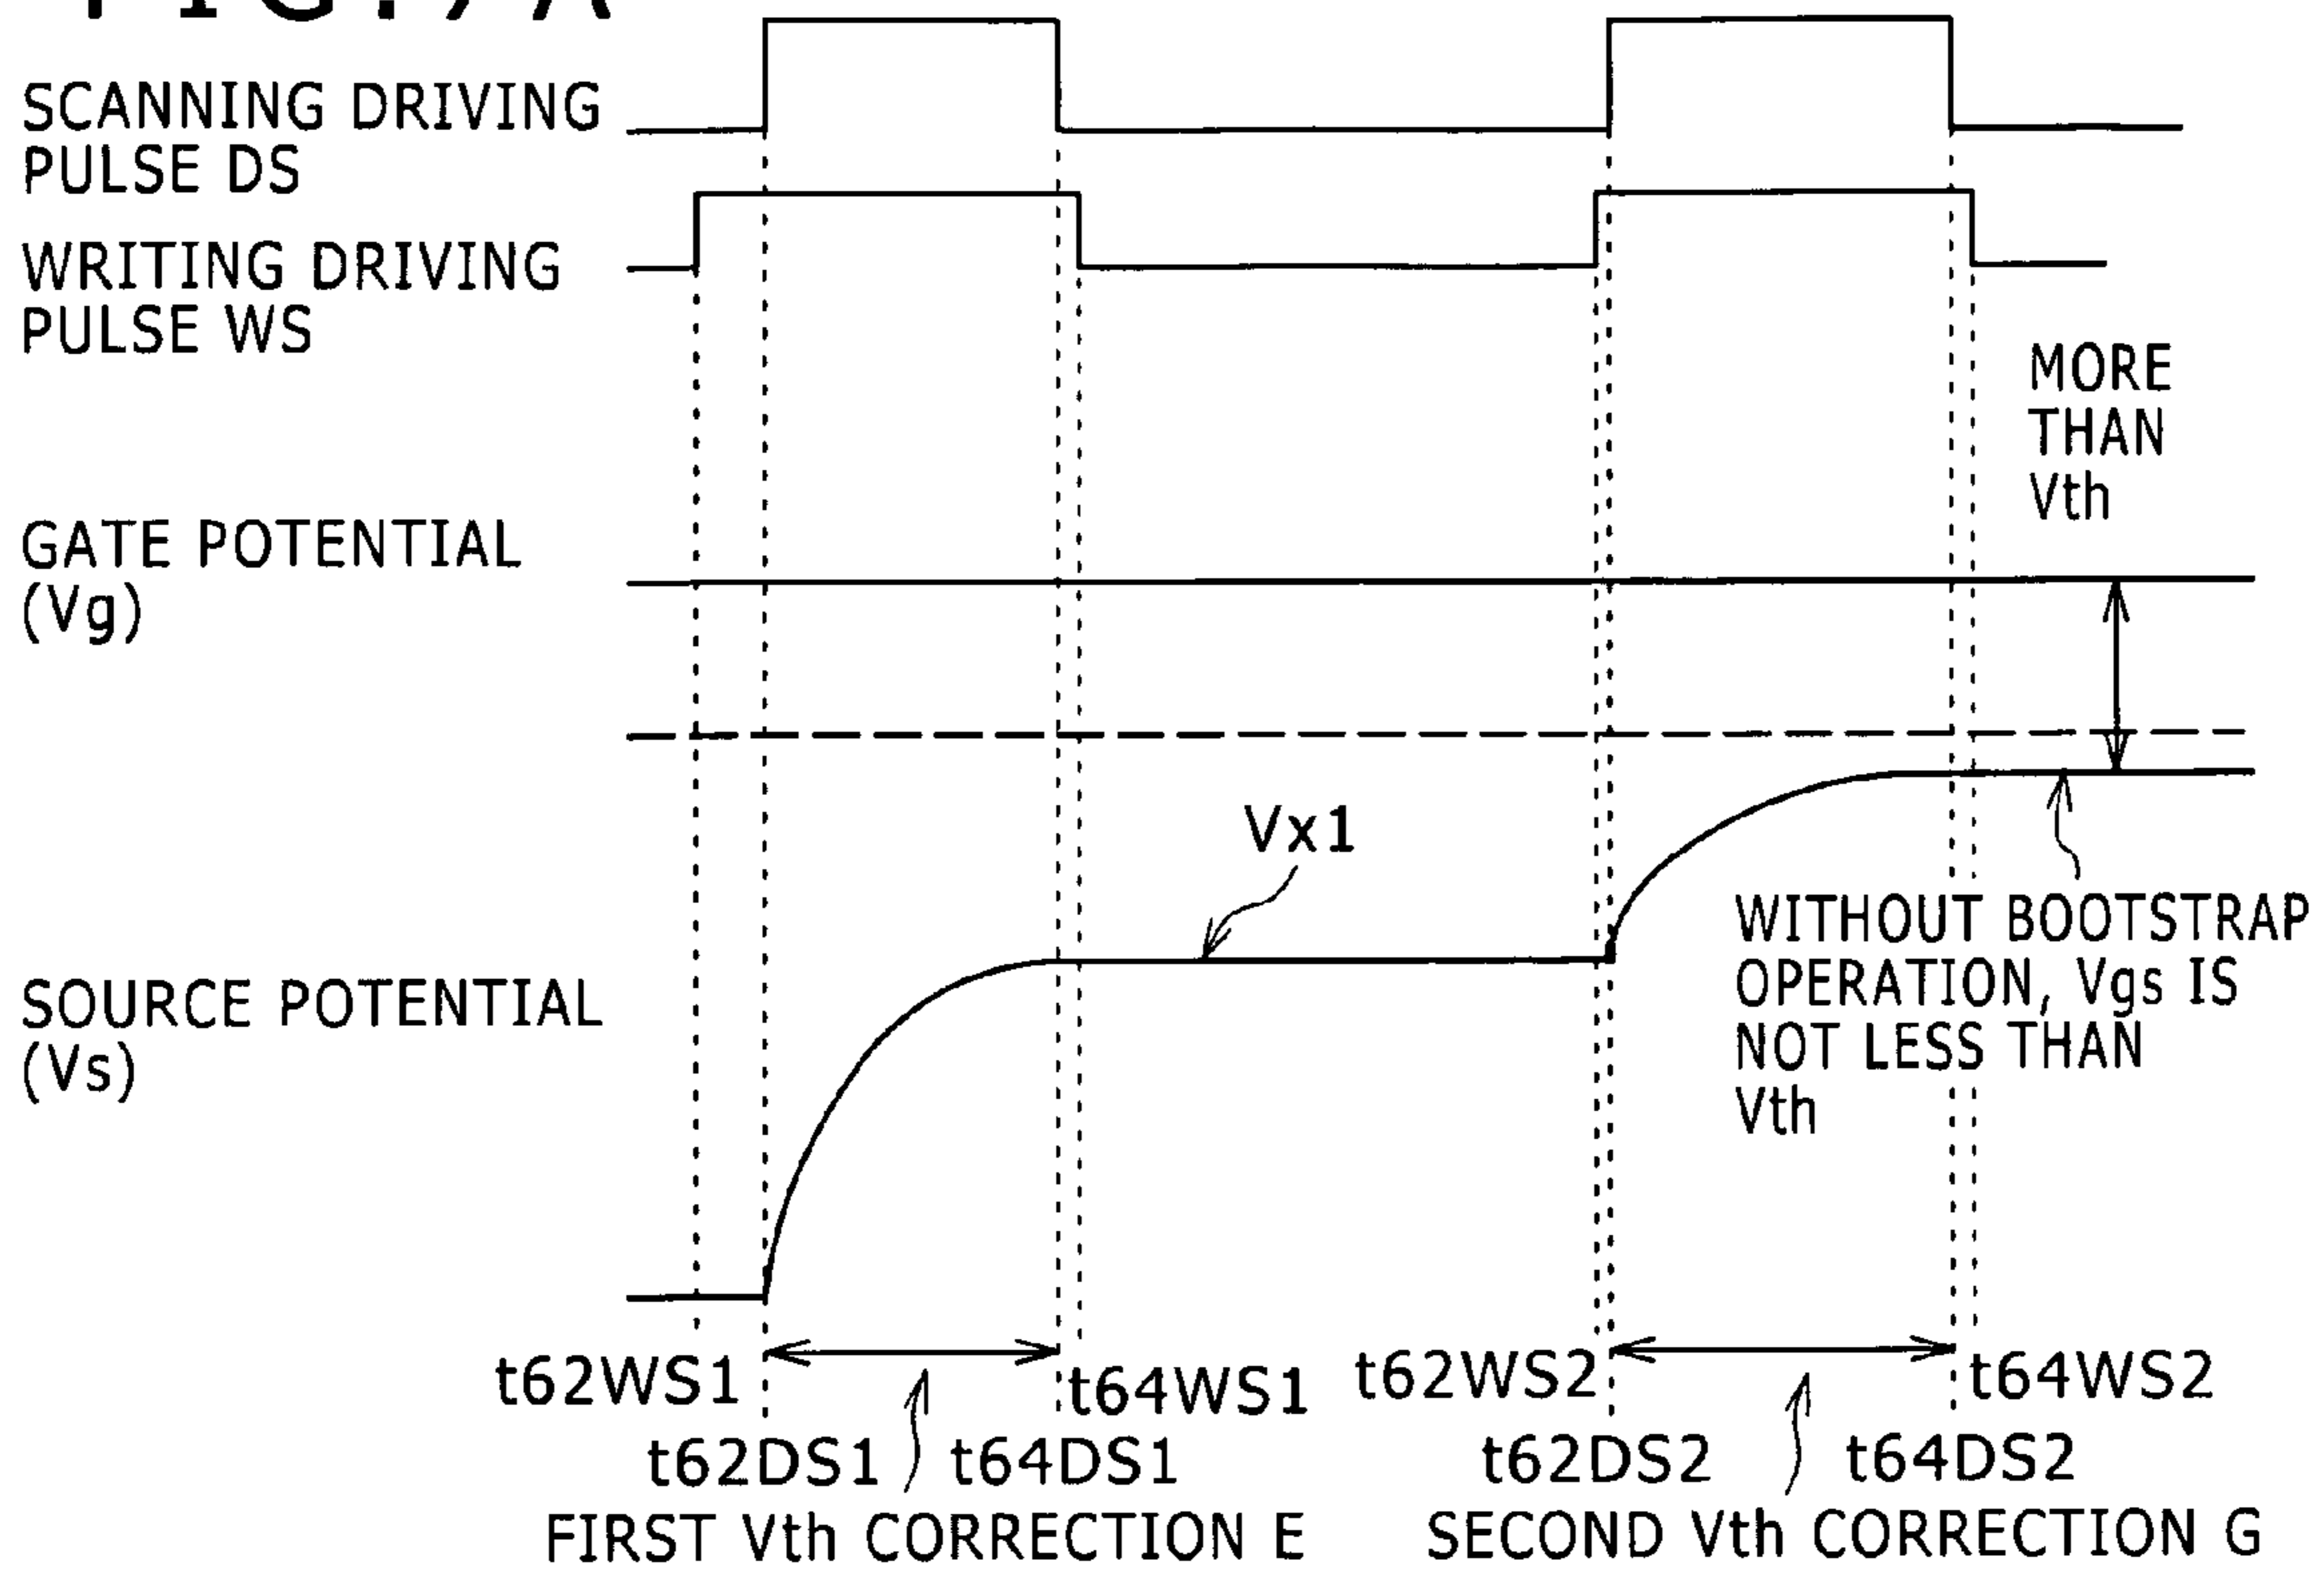 SCANNING DRIVING
PULSE DS
WRITING DRIVING
PULSE WS
MORE
THAN
Vth
GATE POTENTIAL
(Vg)
Vx1
WITHOUT BOOTSTRAP
OPERATION, Vgs IS
NOT LESS THAN
Vth
SOURCE POTENTIAL
(Vs)
t62WS1 t64WS1 t62WS2 t64WS2
t62DS1 t64DS1 t62DS2 t64DS2
FIRST Vth CORRECTION E SECOND Vth CORRECTION G